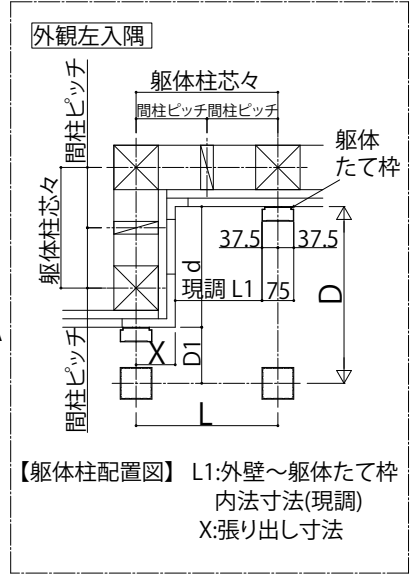 外観左入隅
躯体柱芯々
間柱ピッチ 間柱ピッチ
間柱ピッチ
躯体柱芯々
間柱ピッチ
躯体
たて枠
37.5 37.5
d
現調 L1 75
D
X
D1
L
【躯体柱配置図】 L1:外壁～躯体たて枠
内法寸法(現調)
X:張り出し寸法